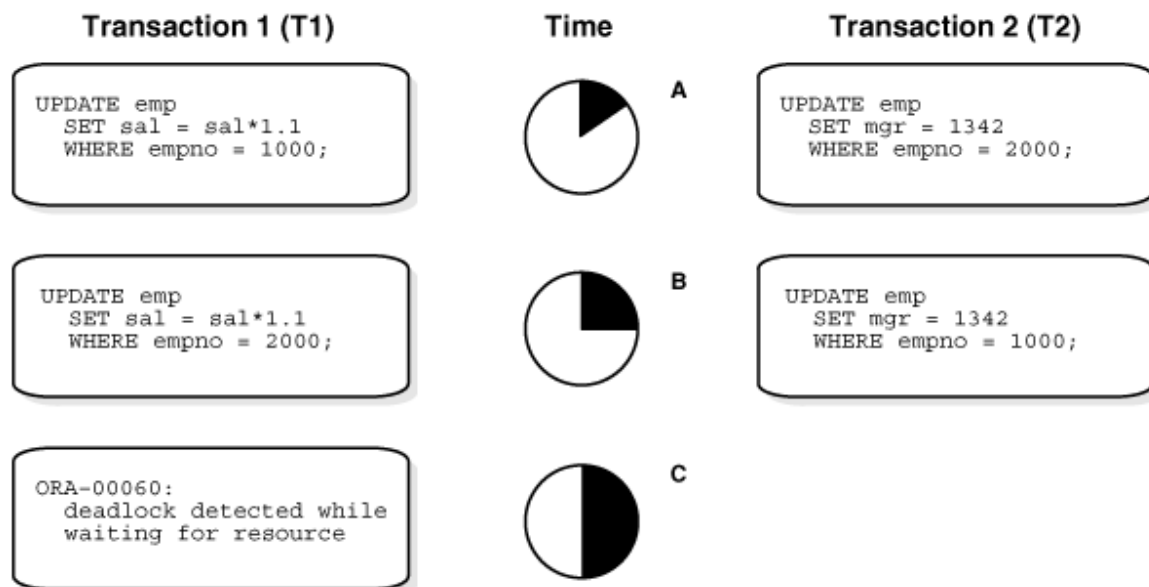 Transaction 1 (T1)
Time
Transaction 2 (T2)
UPDATE emp
SET sal = sal*1.1
WHERE empno = 1000;
A
UPDATE emp
SET mgr = 1342
WHERE empno = 2000;
UPDATE emp
SET sal = sal*1.1
WHERE empno = 2000;
B
UPDATE emp
SET mgr = 1342
WHERE empno = 1000;
ORA-00060:
deadlock detected while
waiting for resource
C